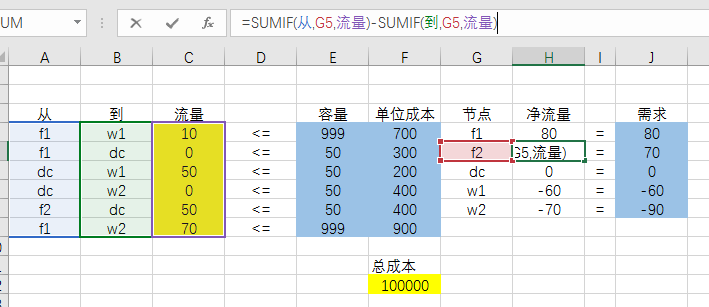 UM =SUMIF(从,G5,流量)-SUMIF(到,G5,流量)
A B C D E F G H I J
从 到 流量 容量 单位成本 节点 净流量 需求
f1 w1 10 <= 999 700 f1 80 = 80
f1 dc 0 <= 50 300 f2 G5,流量) = 70
dc w1 50 <= 50 200 dc 0 = 0
dc w2 0 <= 50 400 w1 -60 = -60
f2 dc 50 <= 50 400 w2 -70 = -90
f1 w2 70 <= 999 900
总成本
100000